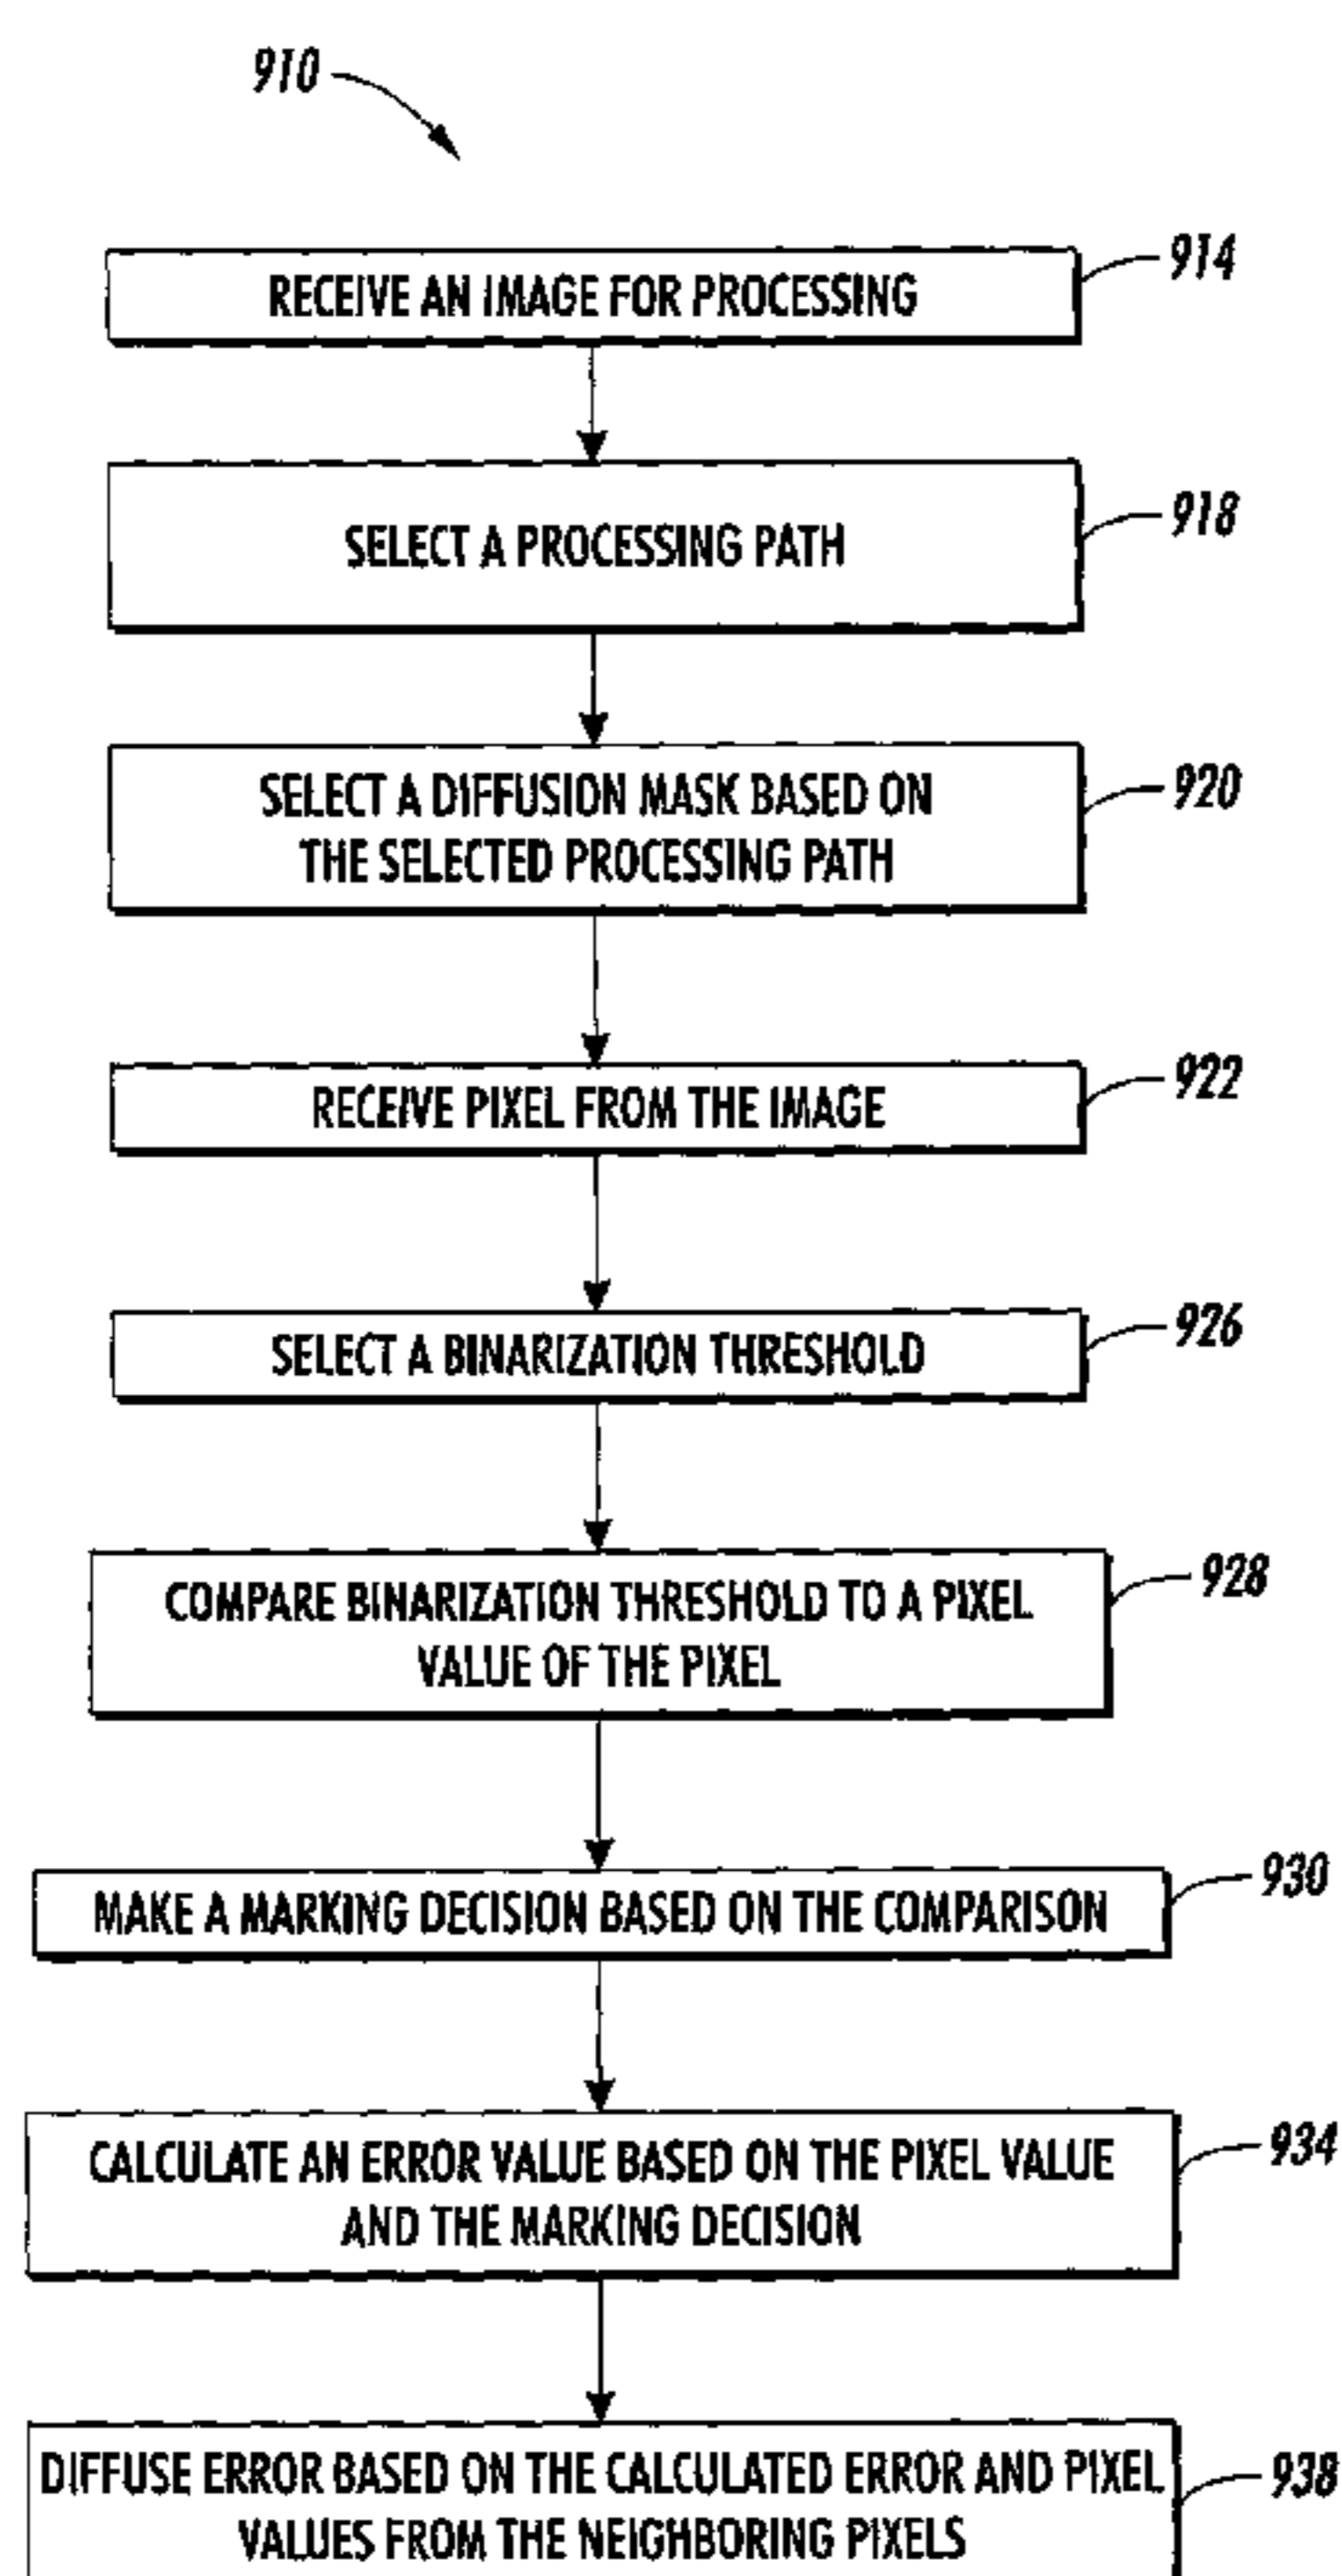 910
RECEIVE AN IMAGE FOR PROCESSING
914
SELECT A PROCESSING PATH
918
SELECT A DIFFUSION MASK BASED ON
THE SELECTED PROCESSING PATH
920
RECEIVE PIXEL FROM THE IMAGE
922
SELECT A BINARIZATION THRESHOLD
926
COMPARE BINARIZATION THRESHOLD TO A PIXEL
VALUE OF THE PIXEL
928
MAKE A MARKING DECISION BASED ON THE COMPARISON
930
CALCULATE AN ERROR VALUE BASED ON THE PIXEL VALUE
AND THE MARKING DECISION
934
DIFFUSE ERROR BASED ON THE CALCULATED ERROR AND PIXEL
VALUES FROM THE NEIGHBORING PIXELS
938